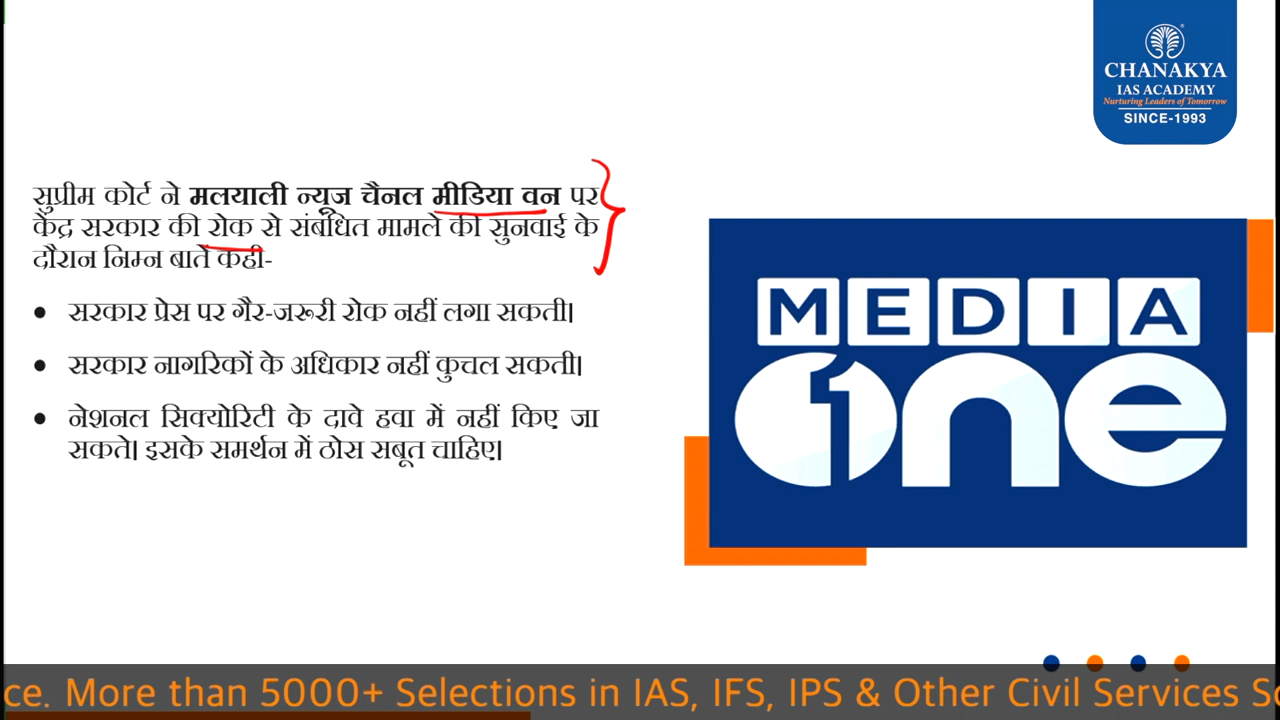 CHANAKYA
IAS ACADEMY
Nurturing Leaders of Tomorrow
SINCE-1993
सुप्रीम कोर्ट ने मलयाली न्यूज चैनल मीडिया वन पर
केंद्र सरकार की रोक से संबंधित मामले की सुनवाई के
दौरान निम्न बातें कही-
• सरकार प्रेस पर गैर-जरूरी रोक नहीं लगा सकती।
• सरकार नागरिकों के अधिकार नहीं कुचल सकती।
• नेशनल सिक्योरिटी के दावे हवा में नहीं किए जा
सकते। इसके समर्थन में ठोस सबूत चाहिए।
MEDIA
one
ce. More than 5000+ Selections in IAS, IFS, IPS & Other Civil Services